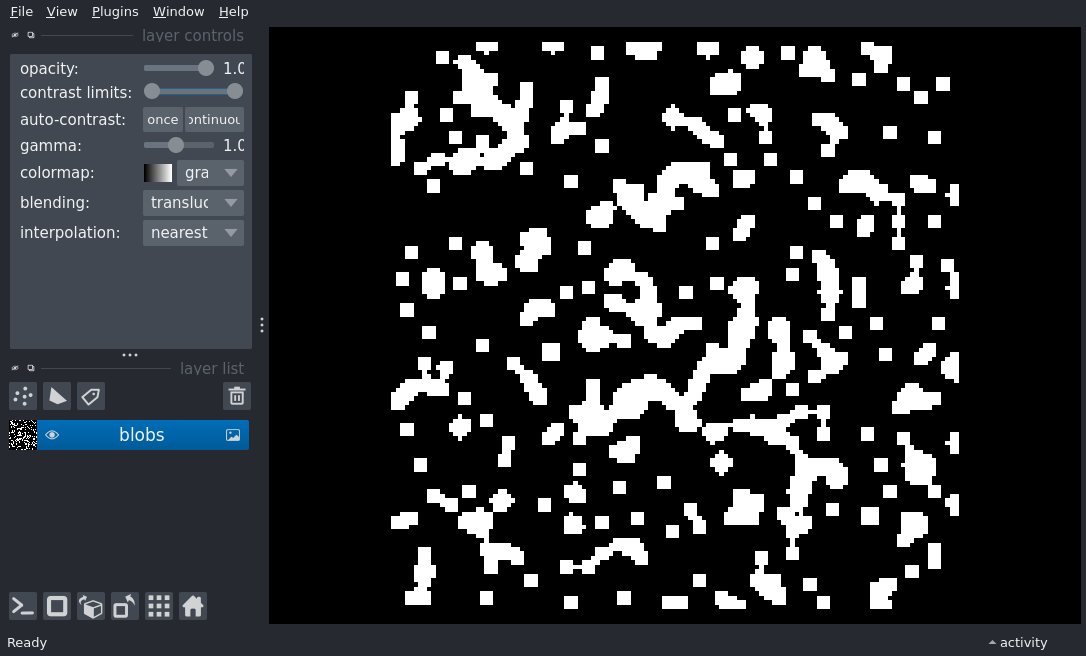 File View Plugins Window Help
layer controls
opacity: 1.0
contrast limits:
auto-contrast: once ontinuou
gamma: 1.0
colormap: gra
blending: transluc
interpolation: nearest
layer list
blobs
Ready
activity